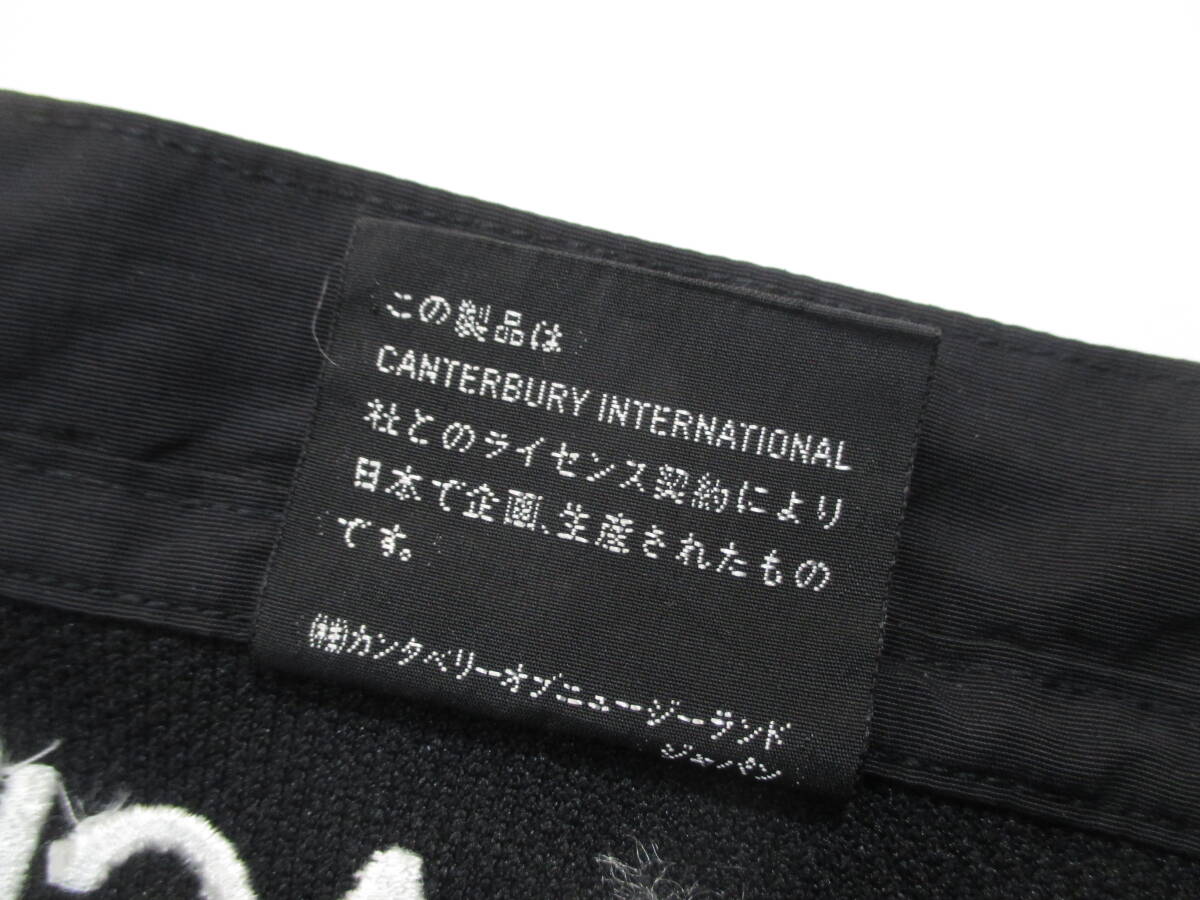 この製品は
CANTERBURY INTERNATIONAL
社とのライセンス契約により
日本で企画、生産されたもの
です。
㈱カンタベリーオブニュージーランド
ジャパン